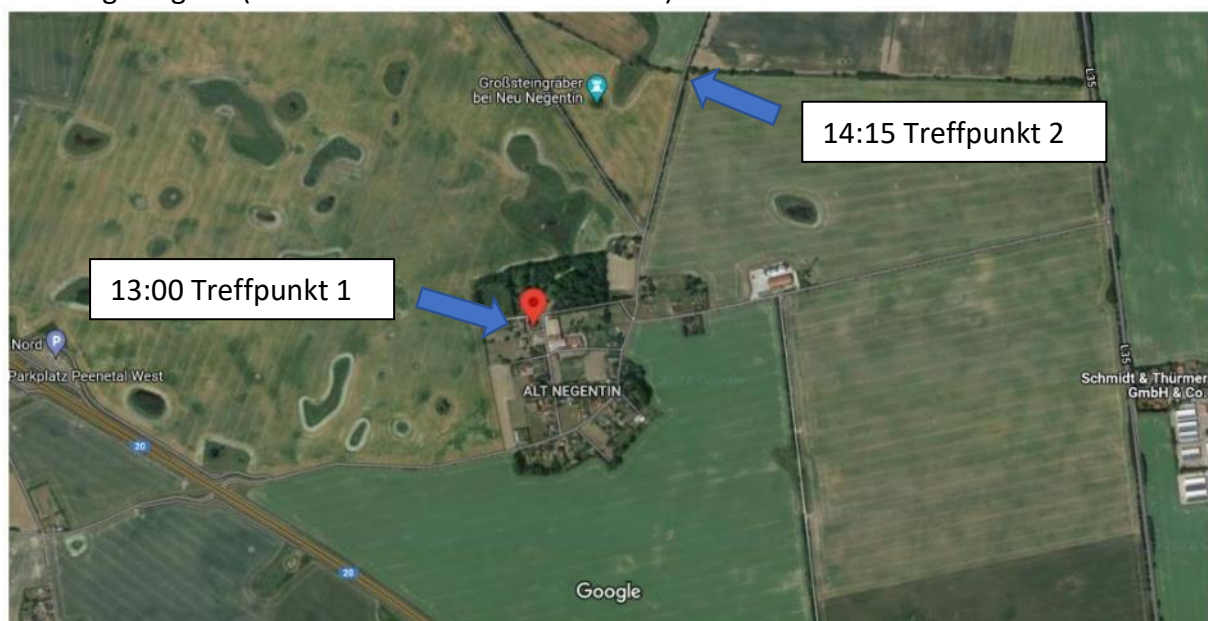 Großsteingräber
bei Neu Negentin
L35
14:15 Treffpunkt 2
13:00 Treffpunkt 1
Nord
P
Parkplatz Peenetal West
ALT NEGENTIN
L35
Schmidt & Thürmer
GmbH & Co
20
20
Google